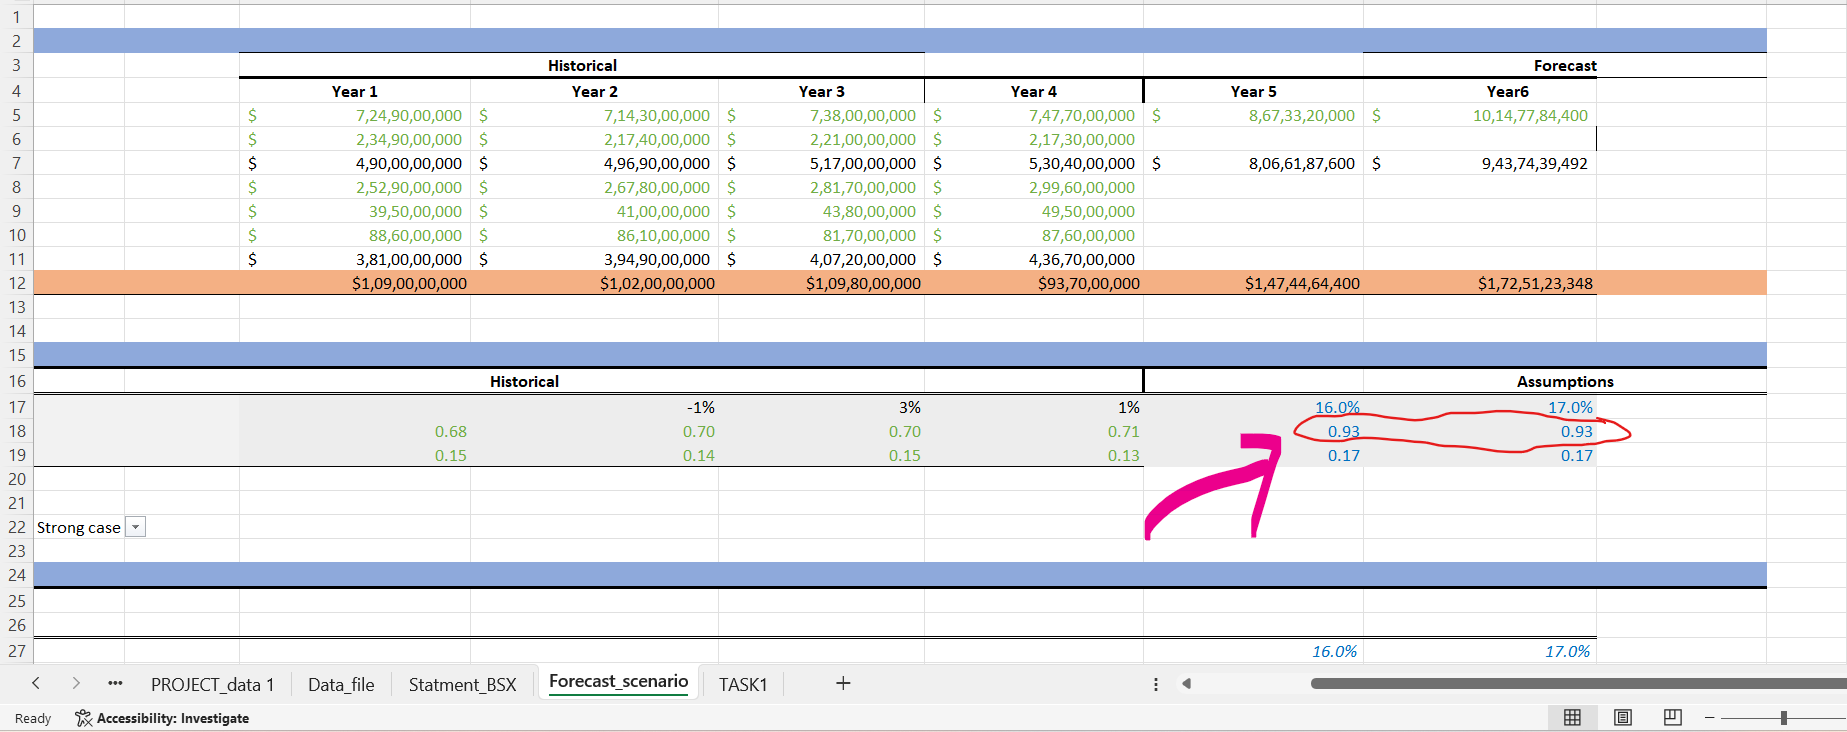 1
2
3 Historical Forecast
4 Year 1 Year 2 Year 3 Year 4 Year 5 Year6
5 $ 7,24,90,00,000 $ 7,14,30,00,000 $ 7,38,00,00,000 $ 7,47,70,00,000 $ 8,67,33,20,000 $ 10,14,77,84,400
6 $ 2,34,90,00,000 $ 2,17,40,00,000 $ 2,21,00,00,000 $ 2,17,30,00,000
7 $ 4,90,00,00,000 $ 4,96,90,00,000 $ 5,17,00,00,000 $ 5,30,40,00,000 $ 8,06,61,87,600 $ 9,43,74,39,492
8 $ 2,52,90,00,000 $ 2,67,80,00,000 $ 2,81,70,00,000 $ 2,99,60,00,000
9 $ 39,50,00,000 $ 41,00,00,000 $ 43,80,00,000 $ 49,50,00,000
10 $ 88,60,00,000 $ 86,10,00,000 $ 81,70,00,000 $ 87,60,00,000
11 $ 3,81,00,00,000 $ 3,94,90,00,000 $ 4,07,20,00,000 $ 4,36,70,00,000
12 $1,09,00,00,000 $1,02,00,00,000 $1,09,80,00,000 $93,70,00,000 $1,47,44,64,400 $1,72,51,23,348
13
14
15
16 Historical Assumptions
17 -1% 3% 1% 16.0% 17.0%
18 0.68 0.70 0.70 0.71 0.93 0.93
19 0.15 0.14 0.15 0.13 0.17 0.17
20
21
22 Strong case
23
24
25
26
27 16.0% 17.0%
PROJECT_data 1 Data_file Statment_BSX Forecast_scenario TASK1
Ready Accessibility: Investigate